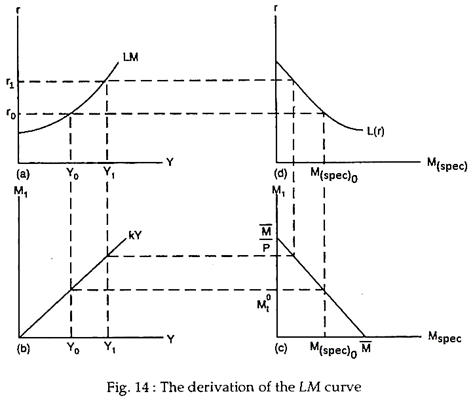 r
LM
r₁
r₀
(a)
Y₀
Y₁
Y
r
L(r)
(d)
M(spec)₀
M(spec)
M₁
kY
(b)
Y₀
Y₁
Y
M₁
M̅
P̅
Mₜ⁰
(c)
M(spec)₀
M̅
Mspec
Fig. 14 : The derivation of the LM curve